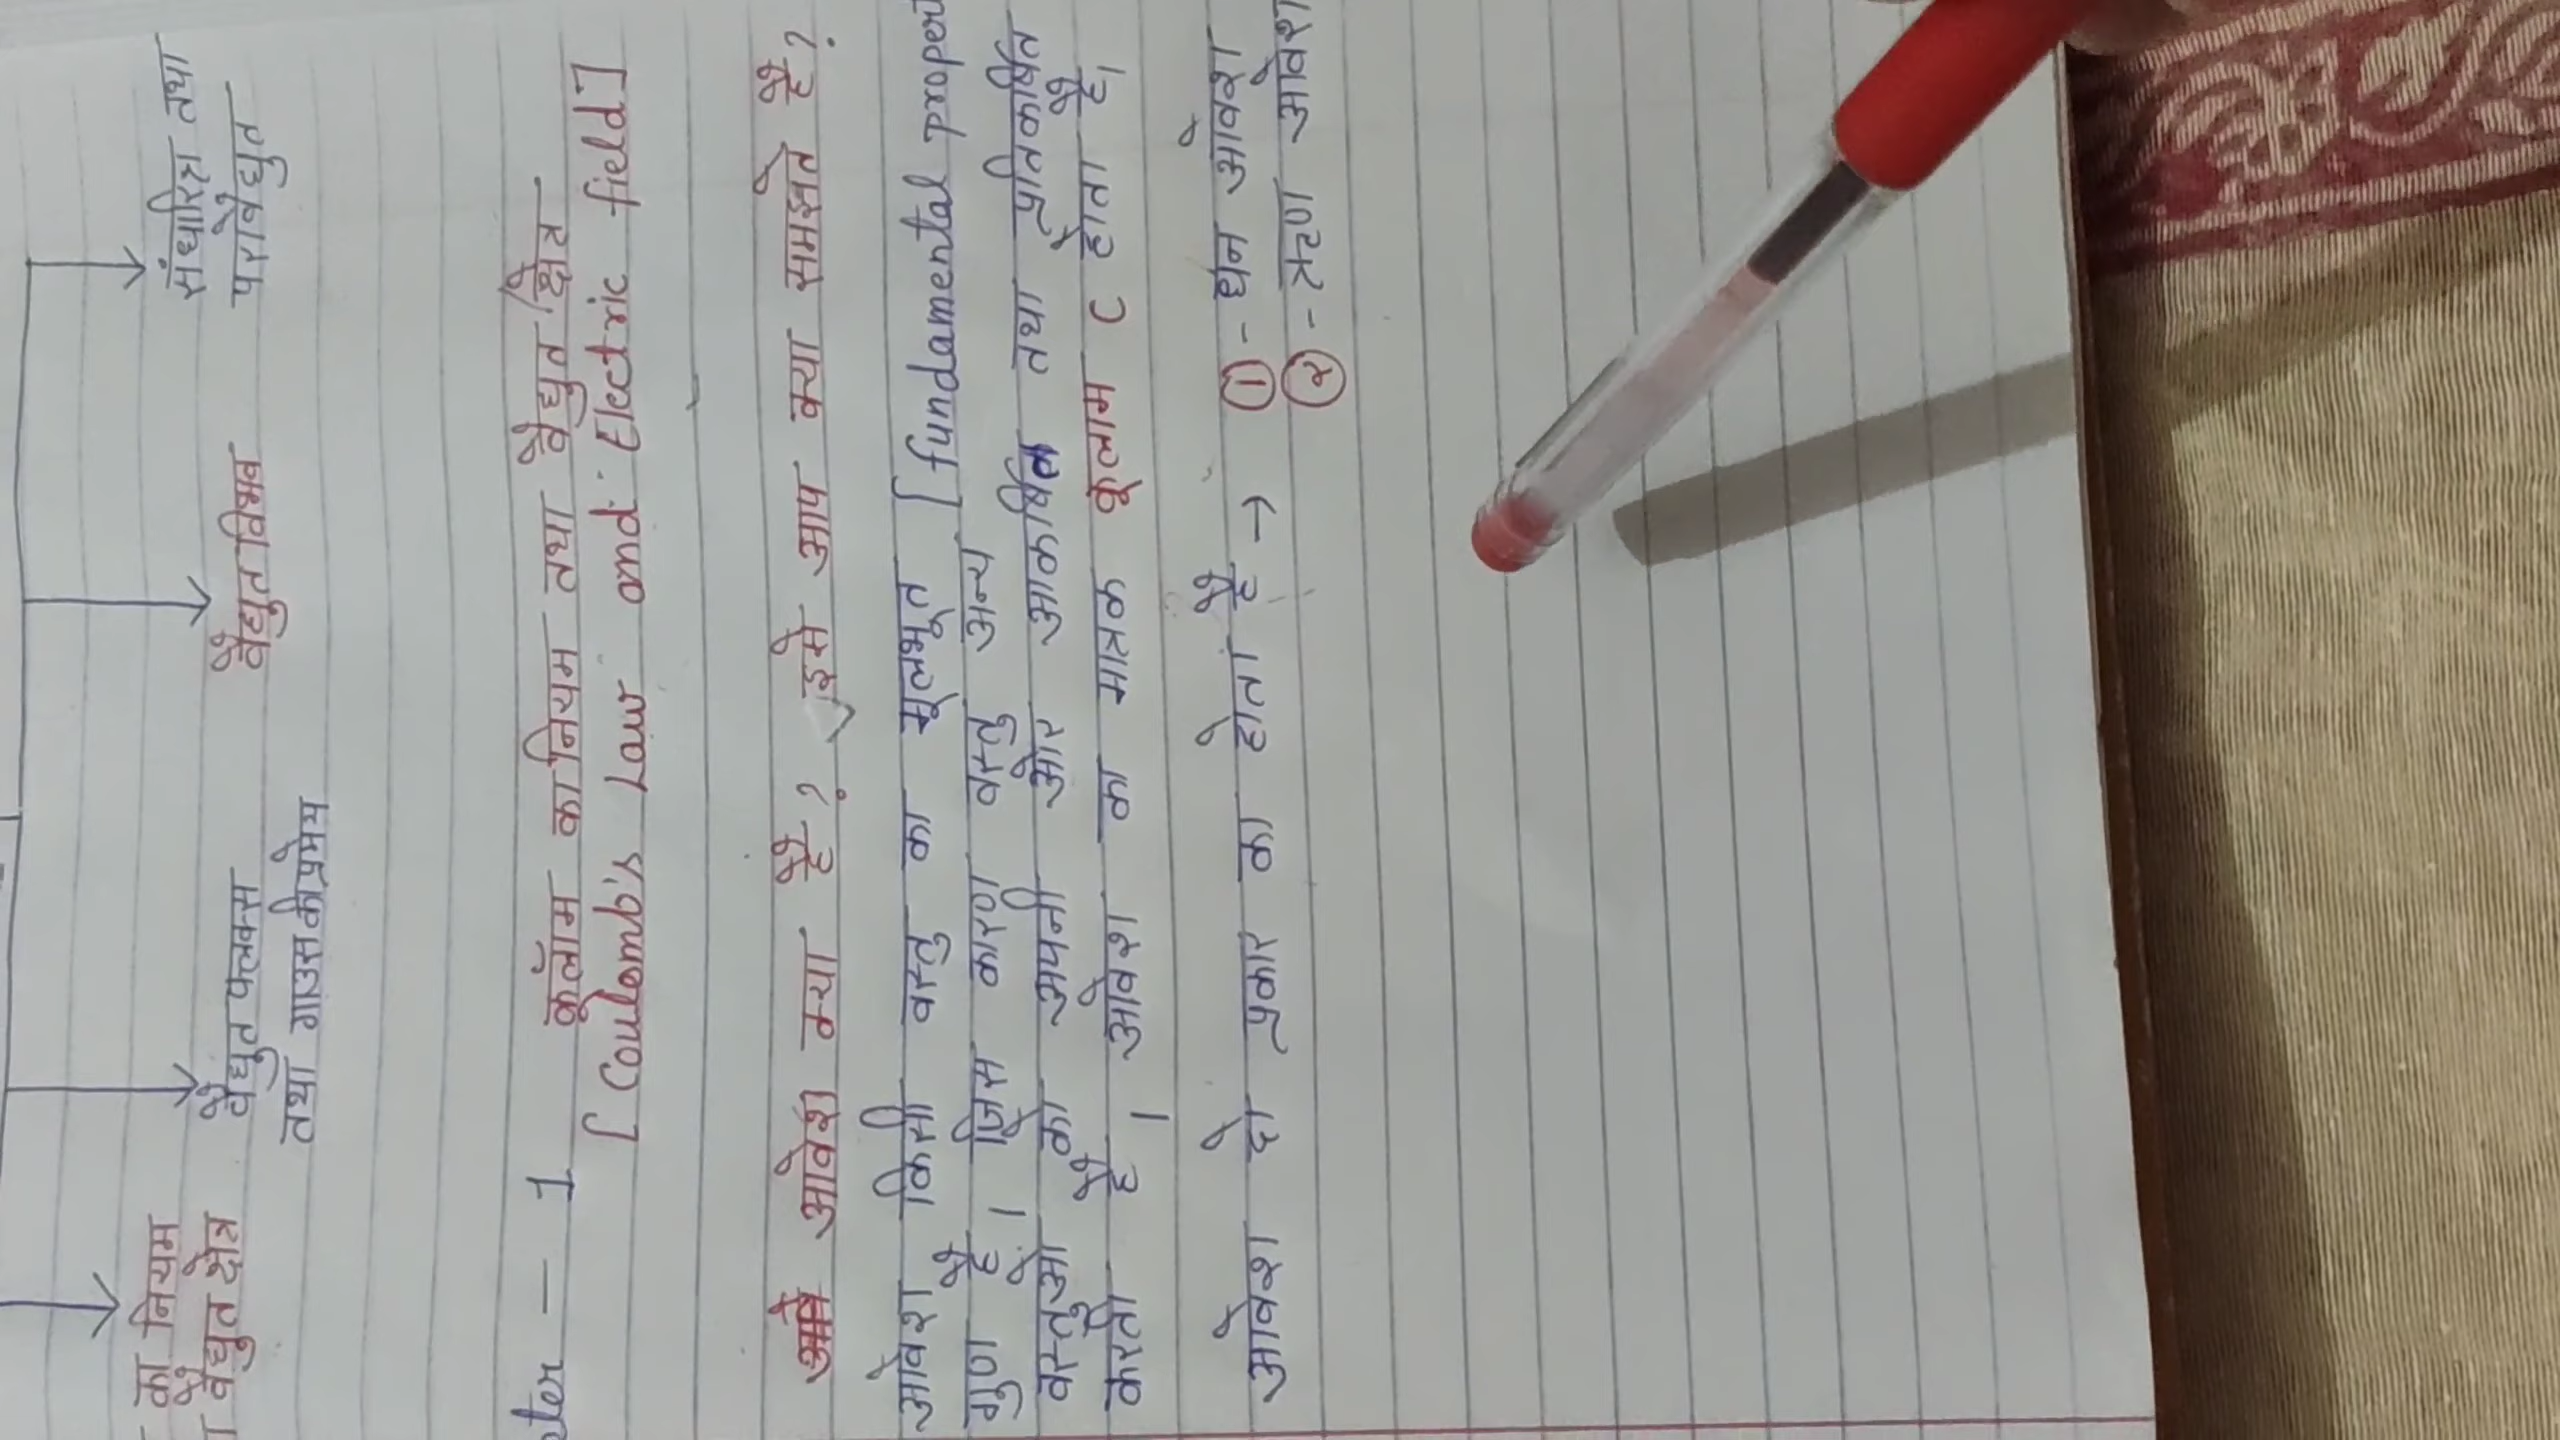 का नियम
वैद्युत क्षेत्र
वैद्युत फ्लक्स
तथा गाउस की प्रमेय
वैद्युत विभव
संधारित्र तथा
परावैद्युत
pter - 1 कूलॉम का नियम तथा वैद्युत क्षेत्र
[ Coulomb's Law and Electric field ]
आवेश क्या है? इसे आप क्या समझते है?
आवेश किसी वस्तु का मूलभूत [ fundamental proper
गुण है। जिस कारण वस्तु अन्य
वस्तुओं को अपनी ओर आकर्षित तथा प्रतिकर्षित
करती है। आवेश का मात्रक कूलाम C होता है।
आवेश दो प्रकार का होता है → ① - धन आवेश
② - ऋण आवेश